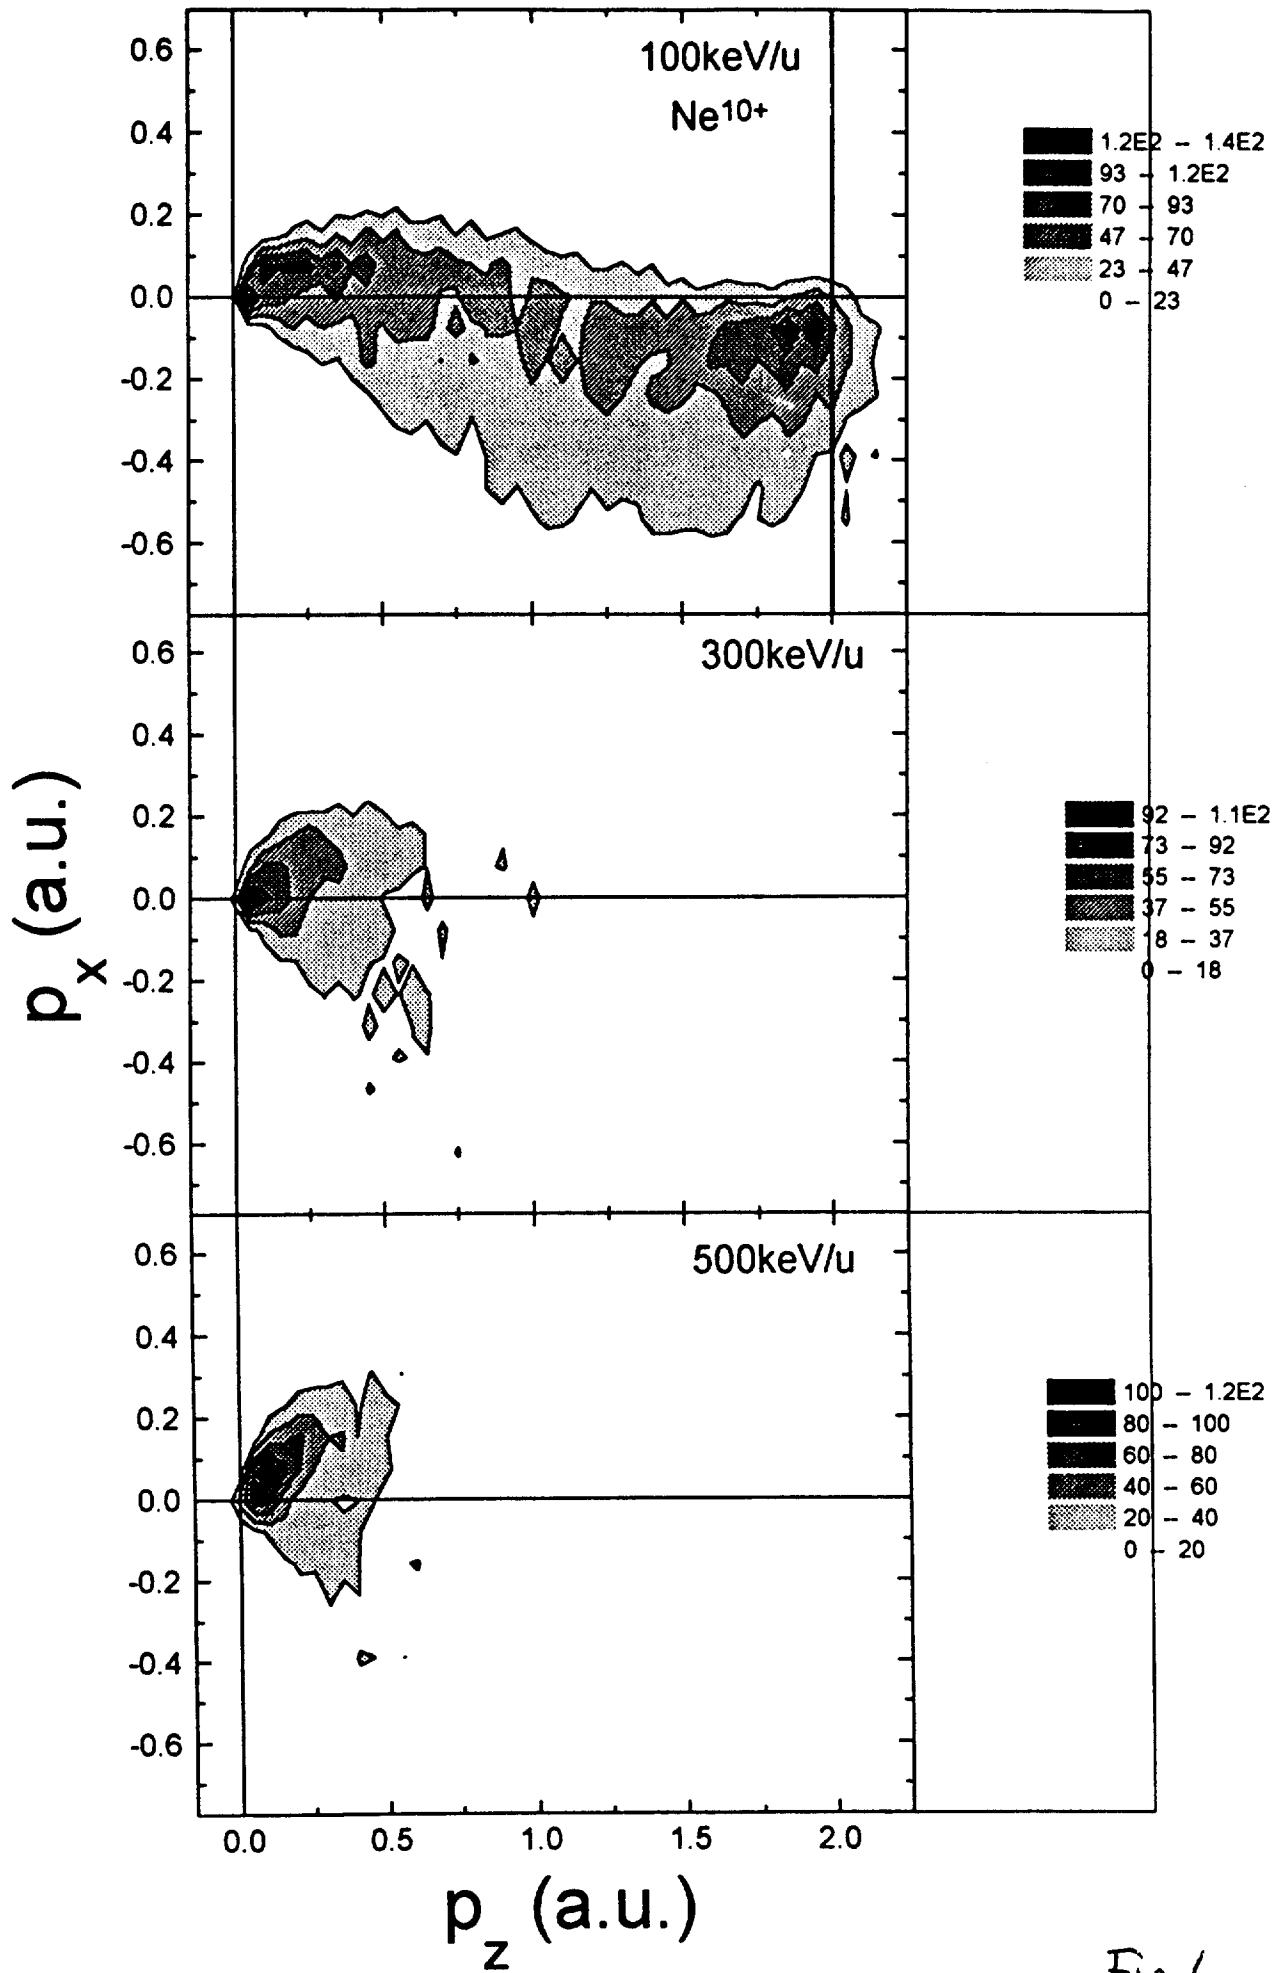 100keV/u
Ne10+
0.6
0.4
0.2
0.0
-0.2
-0.4
-0.6
1.2E2 – 1.4E2
93 – 1.2E2
70 – 93
47 – 70
23 – 47
0 – 23
300keV/u
0.6
0.4
0.2
0.0
-0.2
-0.4
-0.6
92 – 1.1E2
73 – 92
55 – 73
37 – 55
18 – 37
0 – 18
px (a.u.)
500keV/u
0.6
0.4
0.2
0.0
-0.2
-0.4
-0.6
100 – 1.2E2
80 – 100
60 – 80
40 – 60
20 – 40
0 – 20
0.0 0.5 1.0 1.5 2.0
pz (a.u.)